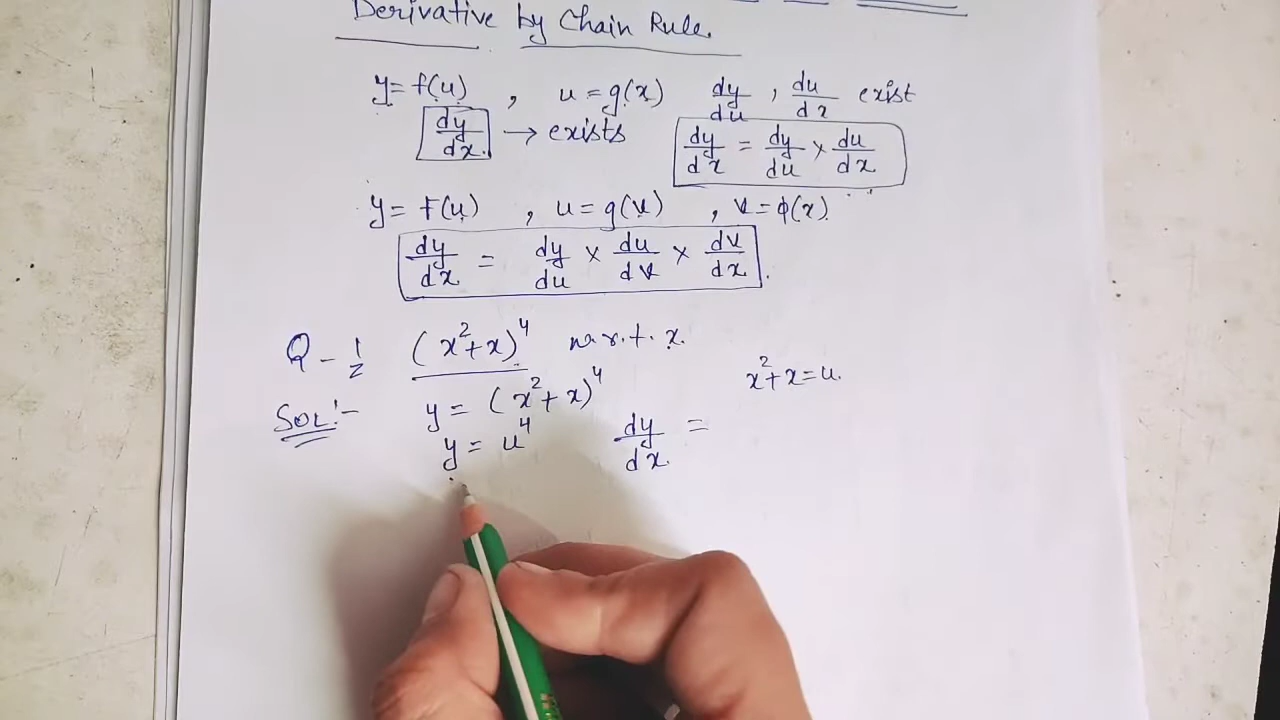 Derivative by Chain Rule.
y = f(u) , u = g(x) dy/du , du/dx exist
dy/dx. → exists dy/dx = dy/du × du/dx
y = f(u) , u = g(v) , v = ϕ(x)
dy/dx = dy/du × du/dv × dv/dx.
Q - 1/2 (x²+x)⁴ w.r.t. x.
Sol:- y = (x²+x)⁴ x²+x=u.
y = u⁴ dy/dx. =